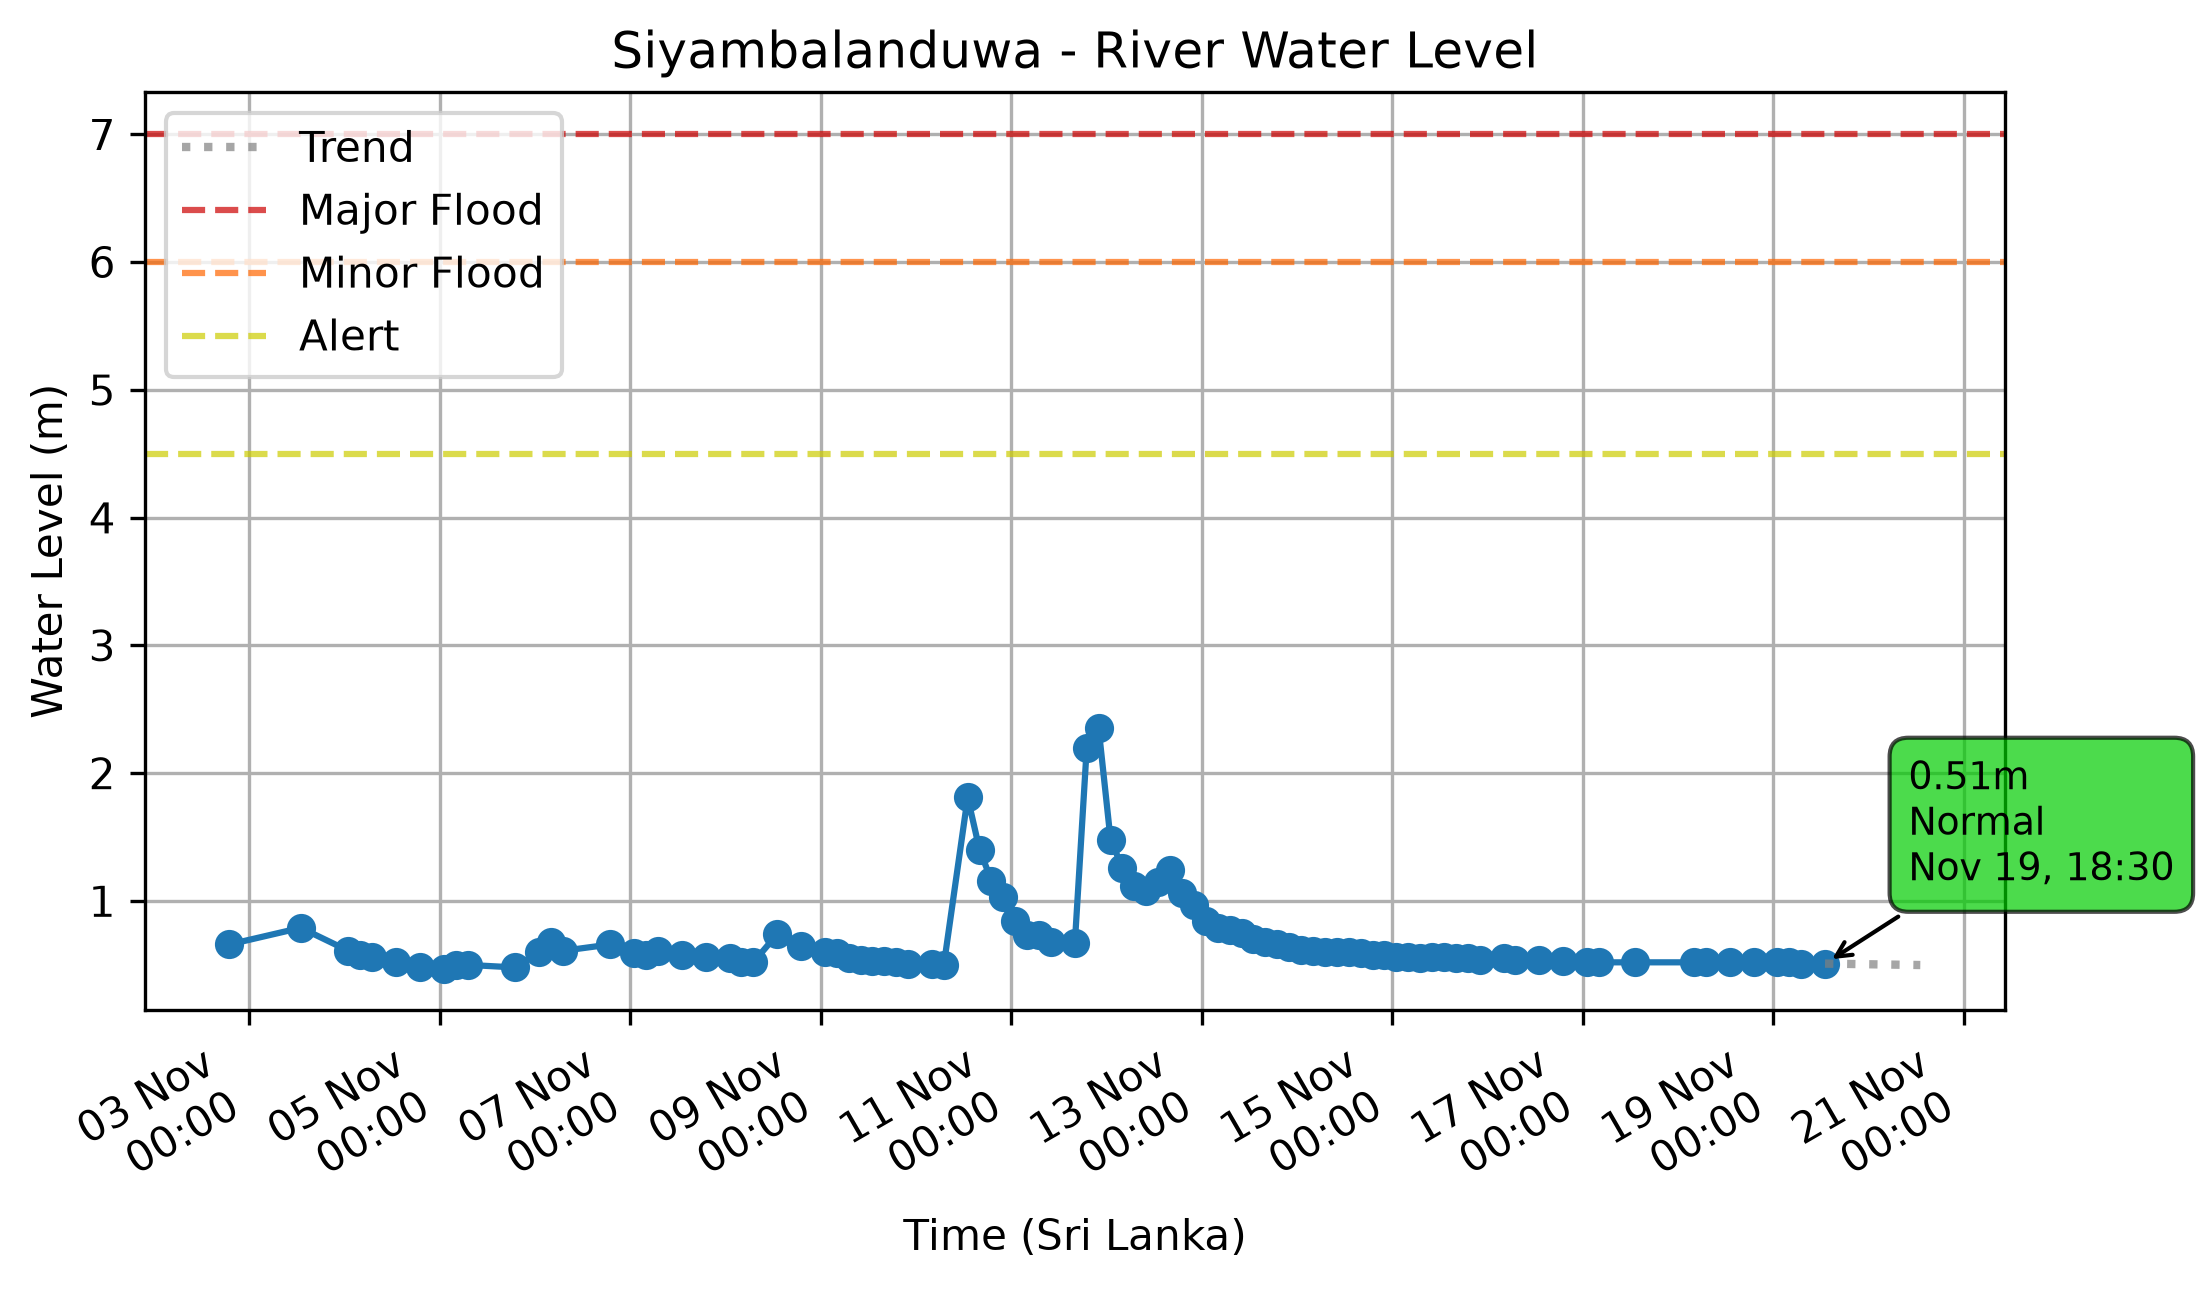 Siyambalanduwa - River Water Level
Trend
Major Flood
Minor Flood
Alert
7
6
5
4
3
2
1
Water Level (m)
0.51m
Normal
Nov 19, 18:30
03 Nov
00:00
05 Nov
00:00
07 Nov
00:00
09 Nov
00:00
11 Nov
00:00
13 Nov
00:00
15 Nov
00:00
17 Nov
00:00
19 Nov
00:00
21 Nov
00:00
Time (Sri Lanka)